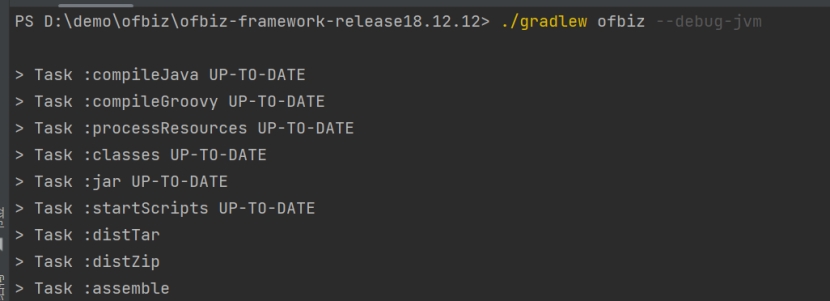 PS D:\demo\ofbiz\ofbiz-framework-release18.12.12> ./gradlew ofbiz --debug-jvm
> Task :compileJava UP-TO-DATE
> Task :compileGroovy UP-TO-DATE
> Task :processResources UP-TO-DATE
> Task :classes UP-TO-DATE
> Task :jar UP-TO-DATE
> Task :startScripts UP-TO-DATE
> Task :distTar
> Task :distZip
> Task :assemble